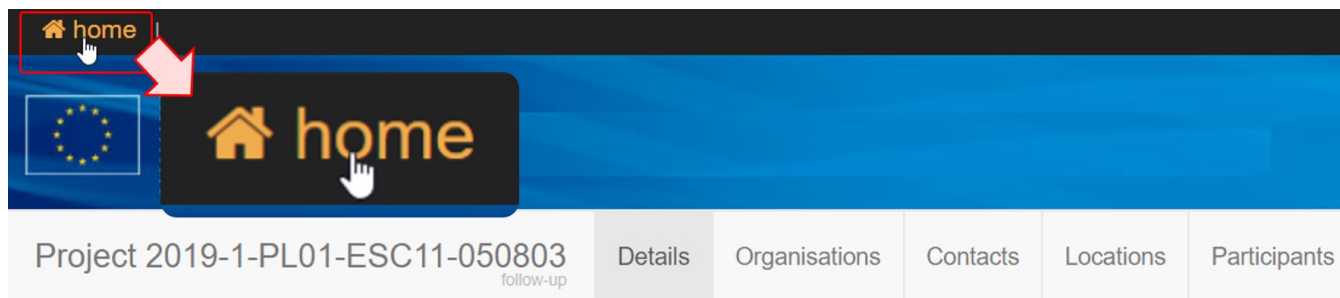 home |
home
Project 2019-1-PL01-ESC11-050803 Details Organisations Contacts Locations Participants
follow-up